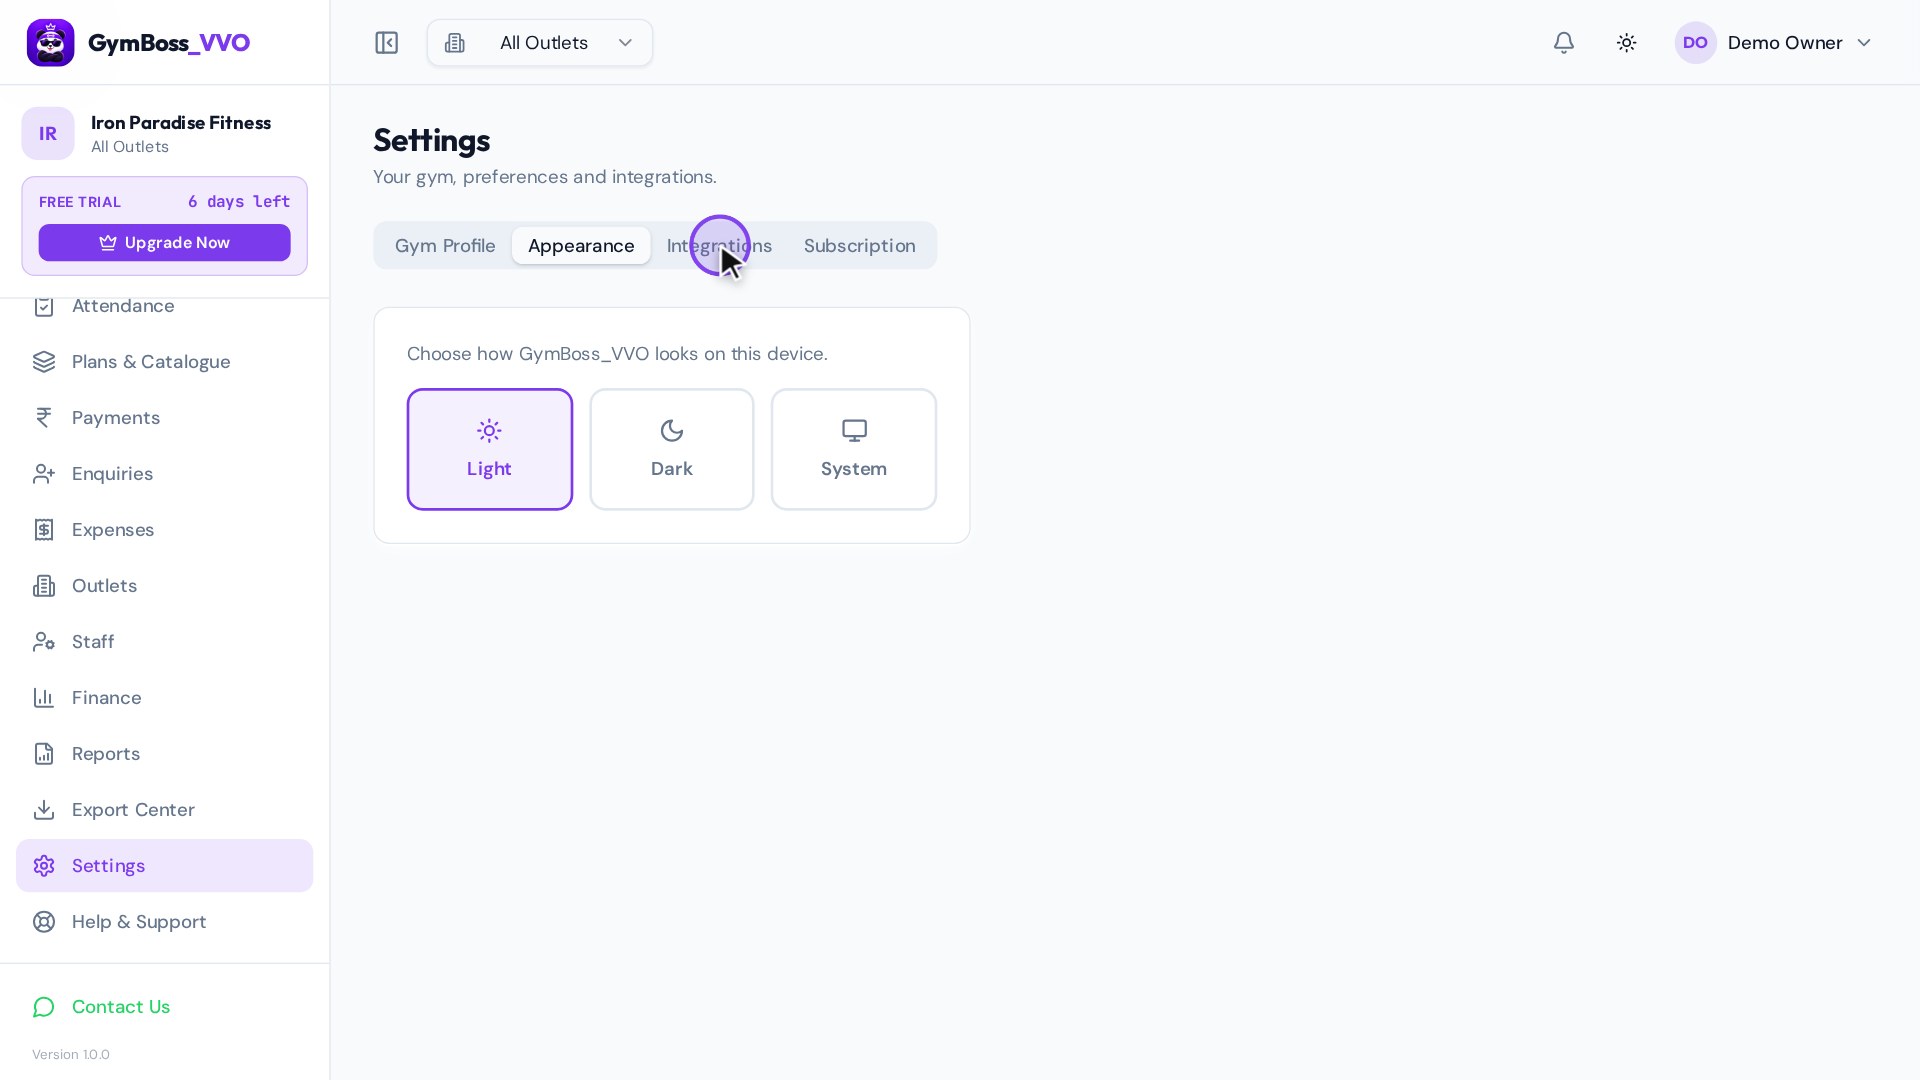 GymBoss_VVO
All Outlets
DO
Demo Owner
IR
Iron Paradise Fitness
All Outlets
FREE TRIAL
6 days left
Upgrade Now
Attendance
Plans & Catalogue
Payments
Enquiries
Expenses
Outlets
Staff
Finance
Reports
Export Center
Settings
Help & Support
Contact Us
Version 1.0.0
Settings
Your gym, preferences and integrations.
Gym Profile
Appearance
Integrations
Subscription
Choose how GymBoss_VVO looks on this device.
Light
Dark
System